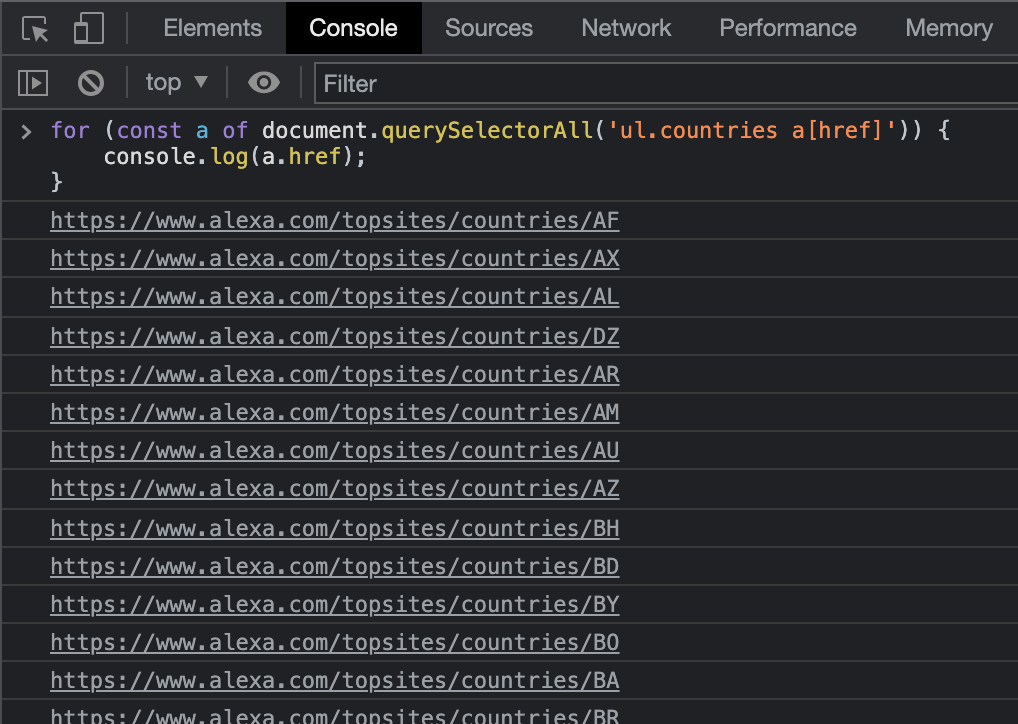 Elements Console Sources Network Performance Memory
top ▼ Filter
> for (const a of document.querySelectorAll('ul.countries a[href]')) {
    console.log(a.href);
}
https://www.alexa.com/topsites/countries/AF
https://www.alexa.com/topsites/countries/AX
https://www.alexa.com/topsites/countries/AL
https://www.alexa.com/topsites/countries/DZ
https://www.alexa.com/topsites/countries/AR
https://www.alexa.com/topsites/countries/AM
https://www.alexa.com/topsites/countries/AU
https://www.alexa.com/topsites/countries/AZ
https://www.alexa.com/topsites/countries/BH
https://www.alexa.com/topsites/countries/BD
https://www.alexa.com/topsites/countries/BY
https://www.alexa.com/topsites/countries/BO
https://www.alexa.com/topsites/countries/BA
https://www.alexa.com/topsites/countries/BR